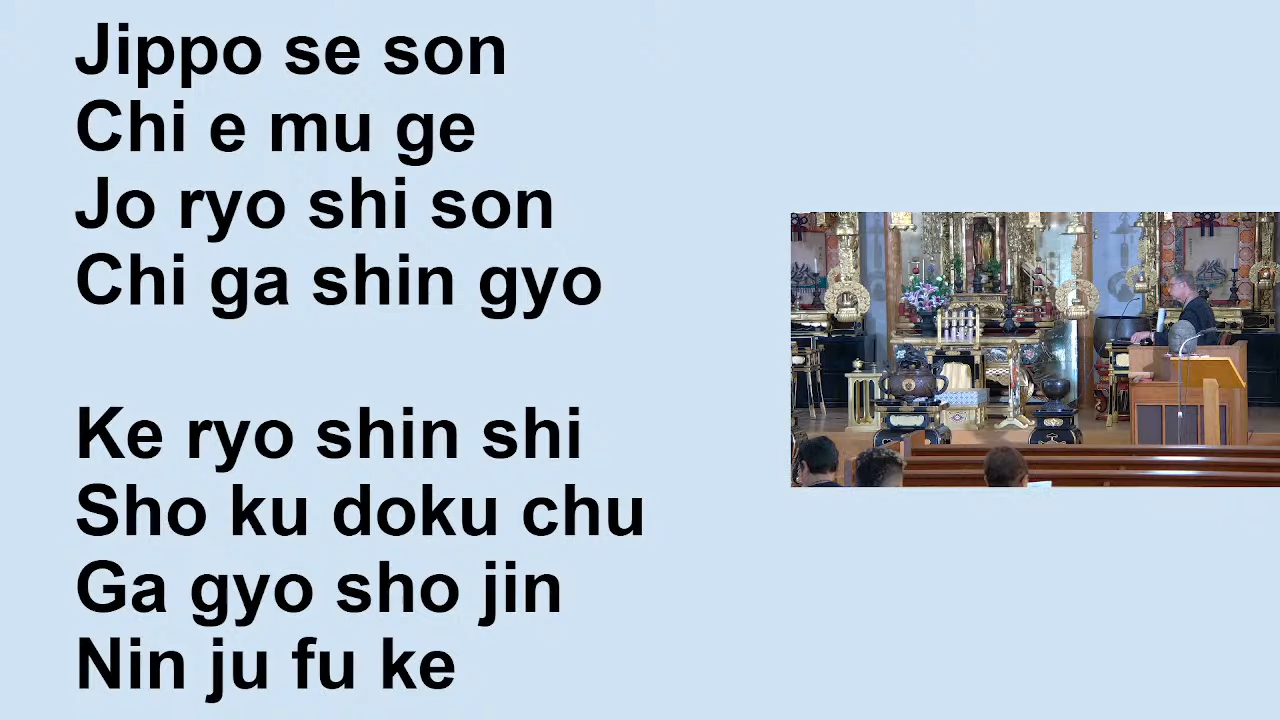 Jippo se son
Chi e mu ge
Jo ryo shi son
Chi ga shin gyo
Ke ryo shin shi
Sho ku doku chu
Ga gyo sho jin
Nin ju fu ke